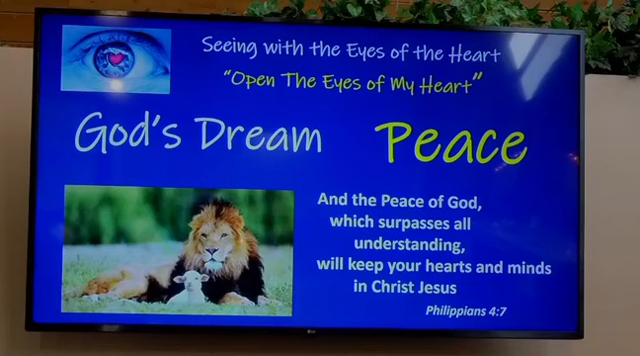 Seeing with the Eyes of the Heart
“Open The Eyes of My Heart”
God's Dream Peace
And the Peace of God,
which surpasses all
understanding,
will keep your hearts and minds
in Christ Jesus
Philippians 4:7
LG